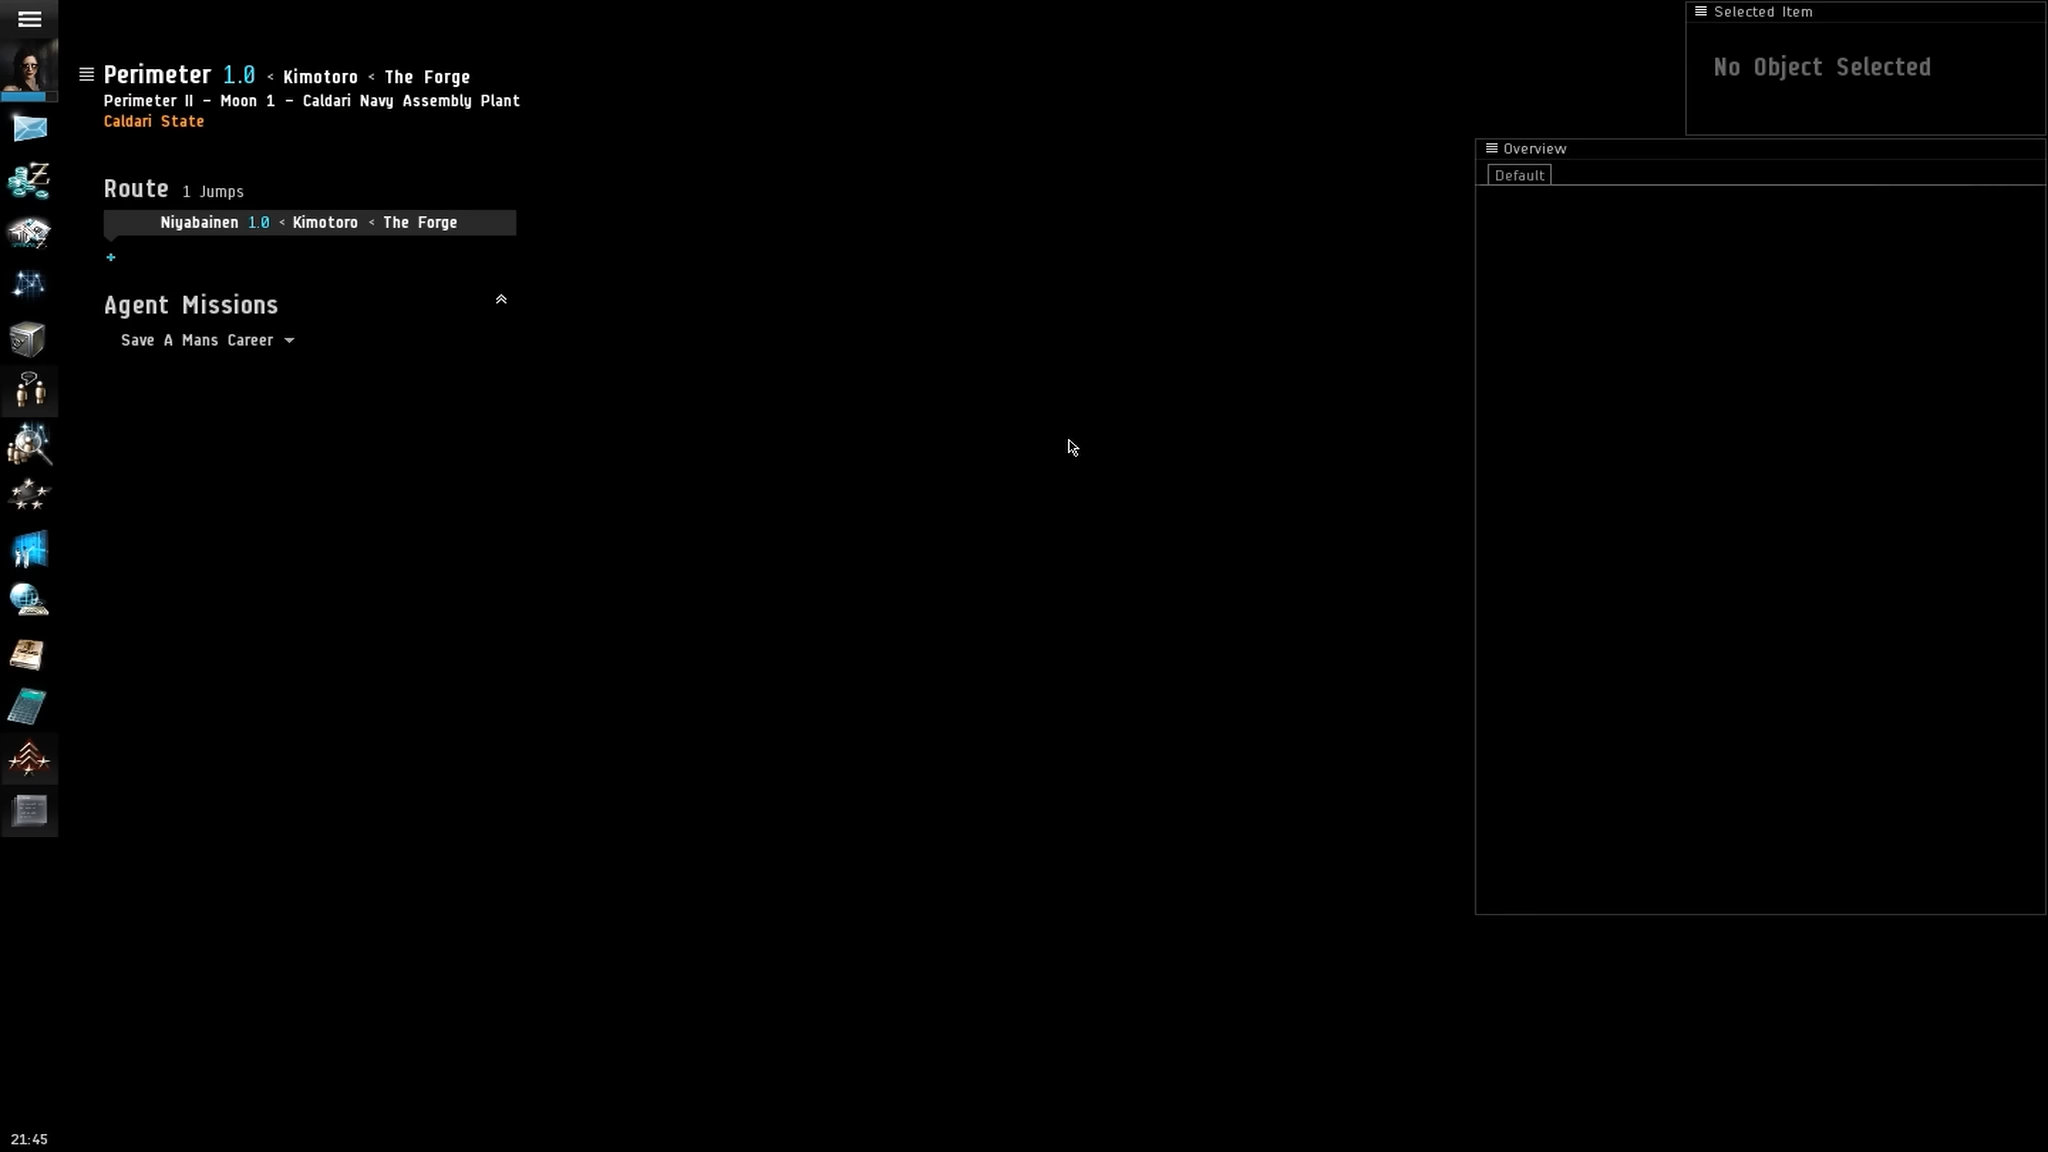 Selected Item
No Object Selected
Perimeter 1.0 < Kimotoro < The Forge
Perimeter II - Moon 1 - Caldari Navy Assembly Plant
Caldari State
Route 1 Jumps
Niyabainen 1.0 < Kimotoro < The Forge
+
Agent Missions
Save A Mans Career
Overview
Default
21:45